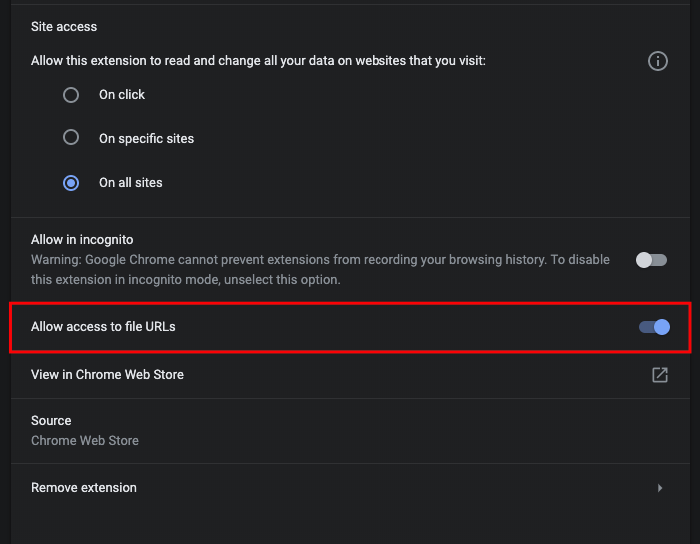 Site access
Allow this extension to read and change all your data on websites that you visit:
On click
On specific sites
On all sites
Allow in incognito
Warning: Google Chrome cannot prevent extensions from recording your browsing history. To disable
this extension in incognito mode, unselect this option.
Allow access to file URLs
View in Chrome Web Store
Source
Chrome Web Store
Remove extension